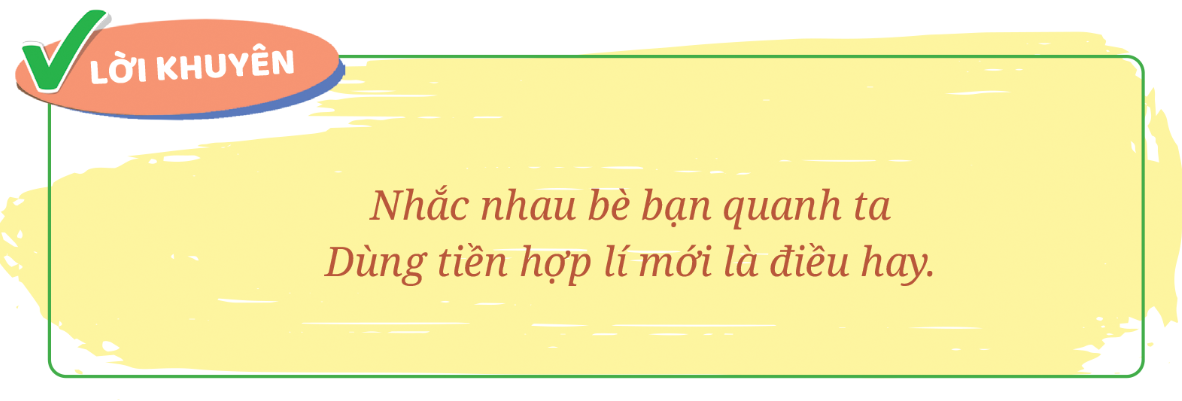 LỜI KHUYÊN
Nhắc nhau bè bạn quanh ta
Dùng tiền hợp lí mới là điều hay.